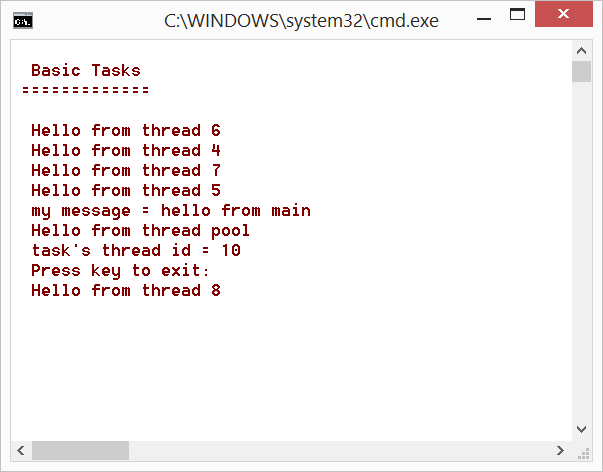 C:\WINDOWS\system32\cmd.exe
Basic Tasks
=============
Hello from thread 6
Hello from thread 4
Hello from thread 7
Hello from thread 5
my message = hello from main
Hello from thread pool
task's thread id = 10
Press key to exit:
Hello from thread 8